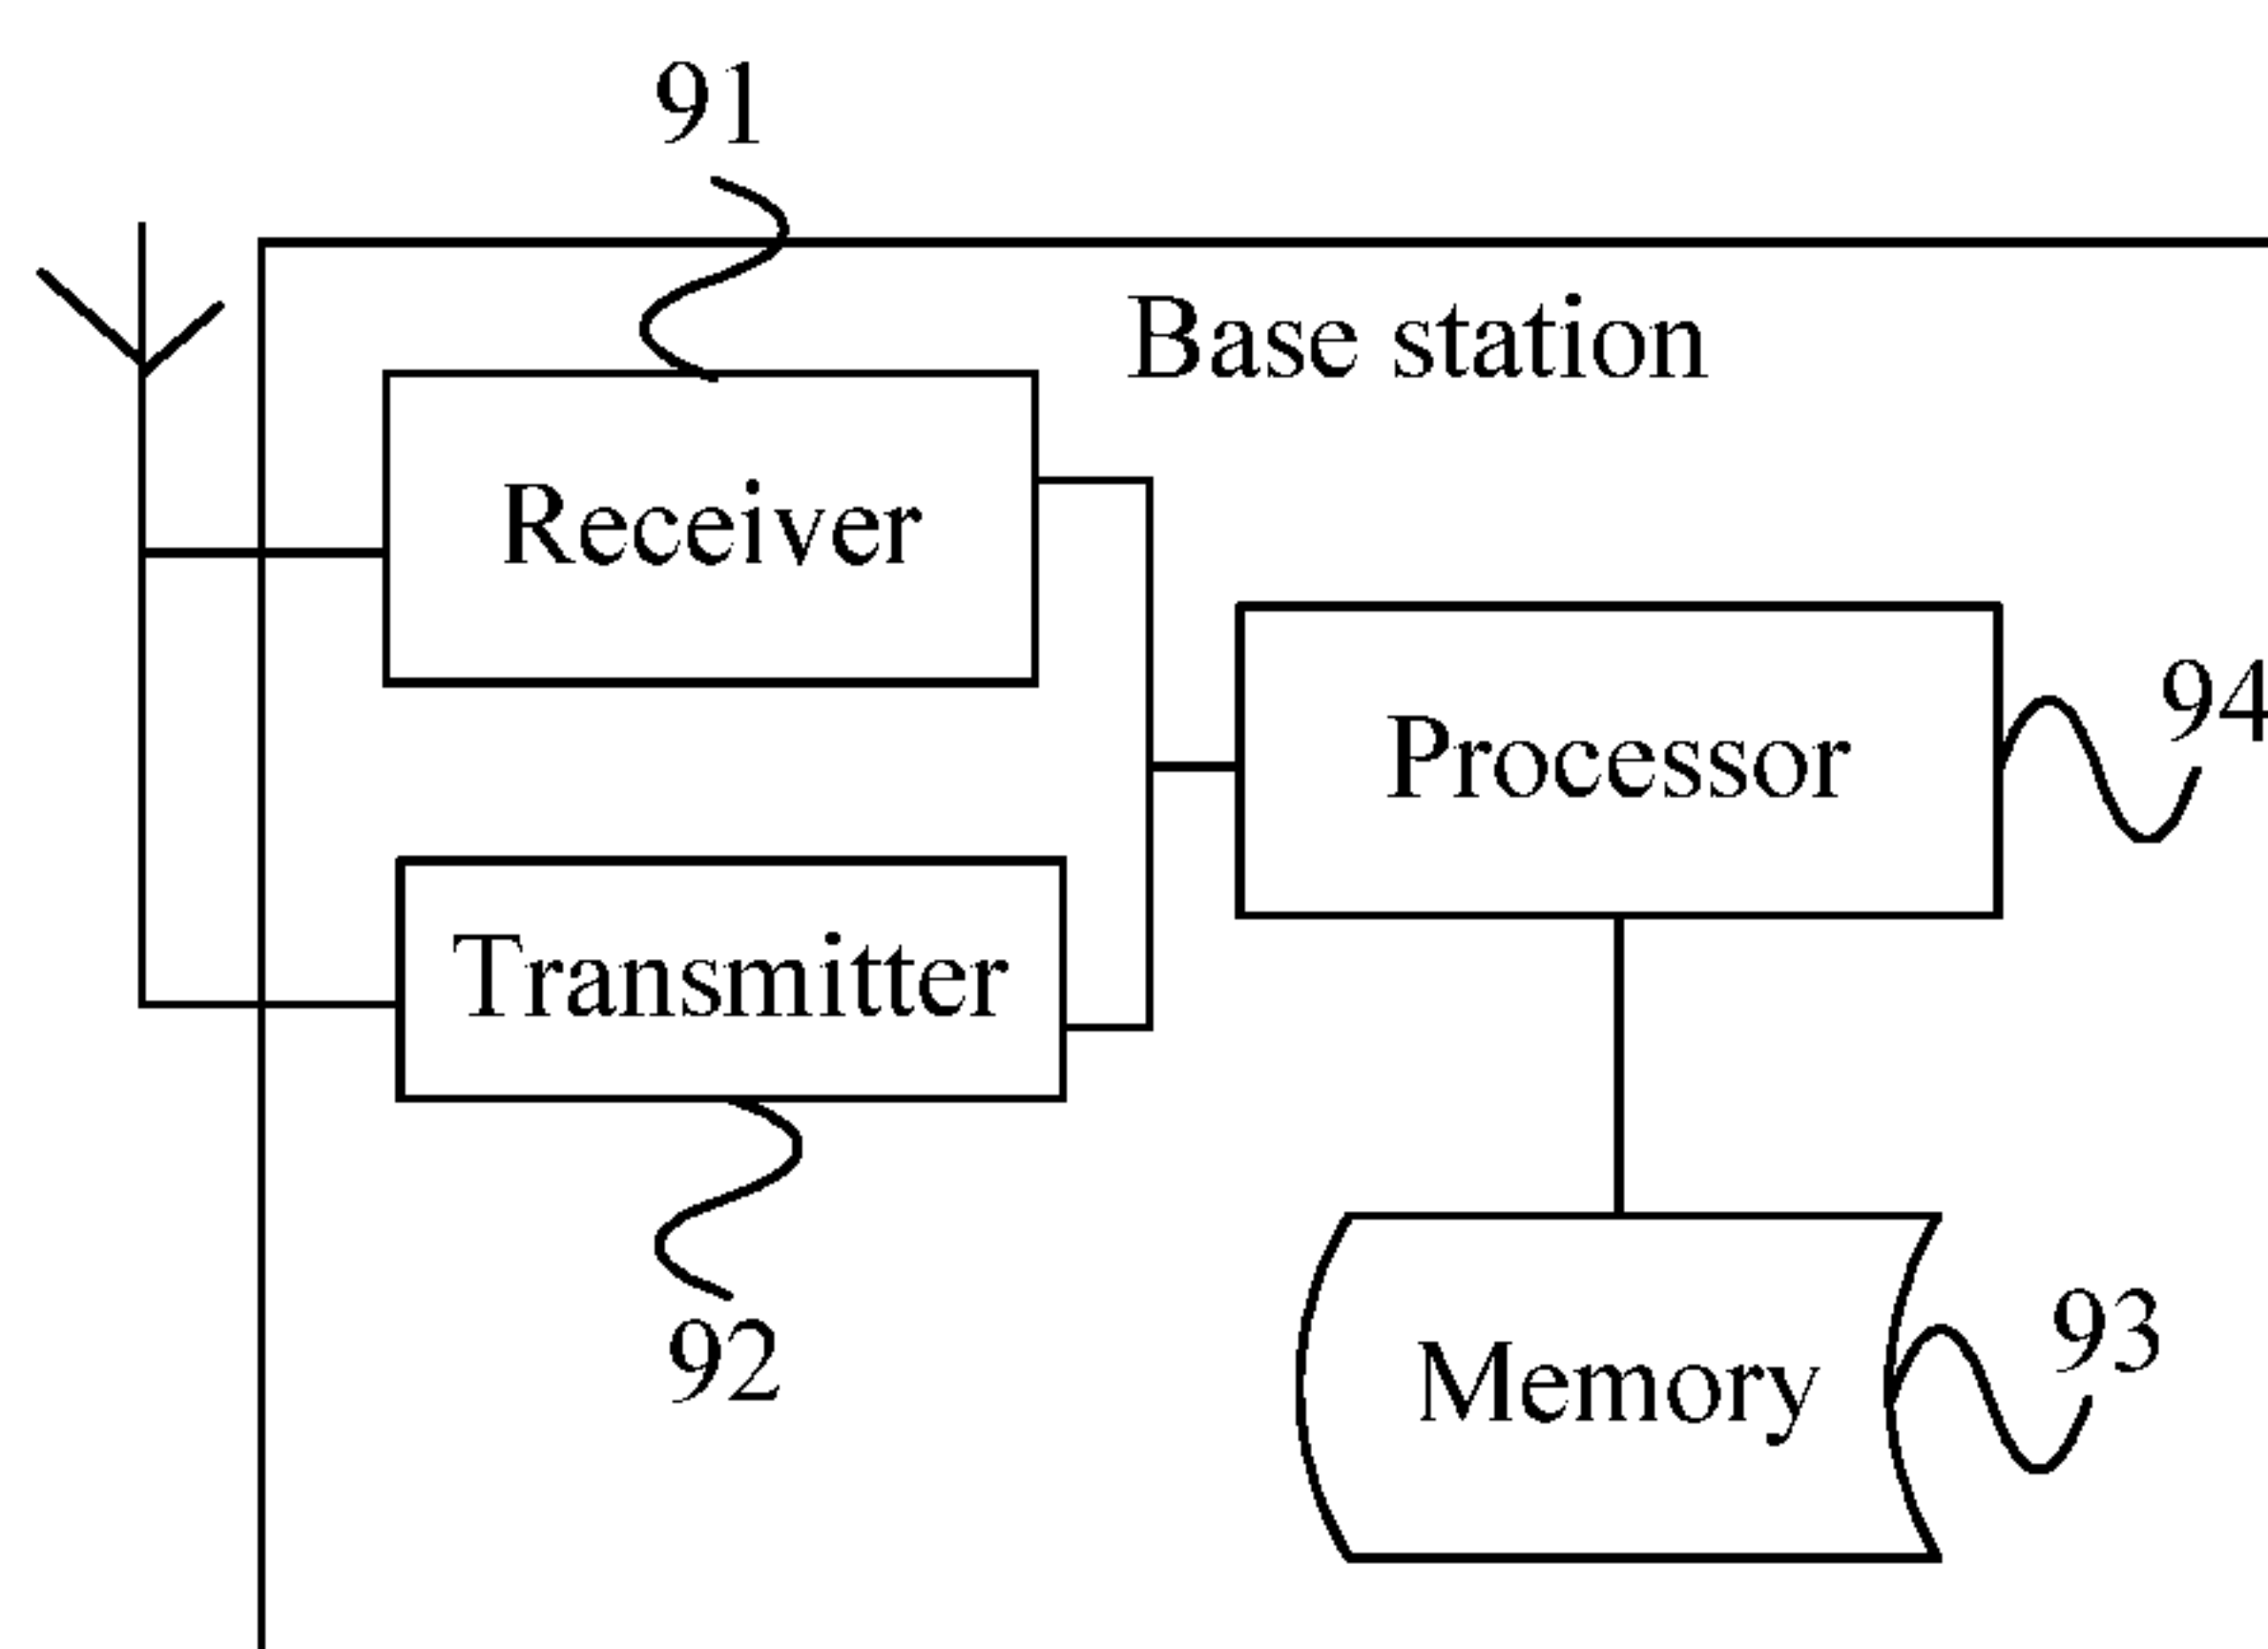 91
Base station
Receiver
Processor
94
Transmitter
92
Memory
93